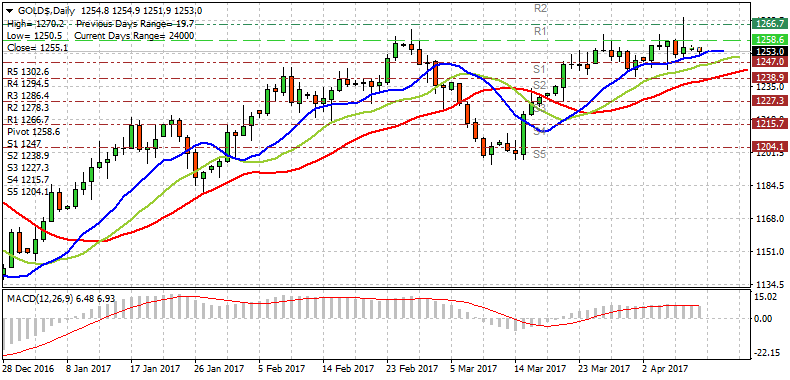 GOLD$,Daily 1254.8 1254.9 1251.9 1253.0
High= 1270.2 Previous Days Range= 19.7
Low= 1250.5 Current Days Range= 24000
Close= 1255.1
R5 1302.6
R4 1294.5
R3 1286.4
R2 1278.3
R1 1266.7
Pivot 1258.6
S1 1247
S2 1238.9
S3 1227.3
S4 1215.7
S5 1204.1
R2
R1
S1
S2
S5
1266.7
1258.6
1253.0
1247.0
1238.9
1235.0
1227.3
1215.7
1204.1
1201.5
1184.5
1168.0
1151.0
1134.5
MACD(12,26,9) 6.48 6.93
15.02
0.00
-22.15
28 Dec 2016 8 Jan 2017 17 Jan 2017 26 Jan 2017 5 Feb 2017 14 Feb 2017 23 Feb 2017 5 Mar 2017 14 Mar 2017 23 Mar 2017 2 Apr 2017